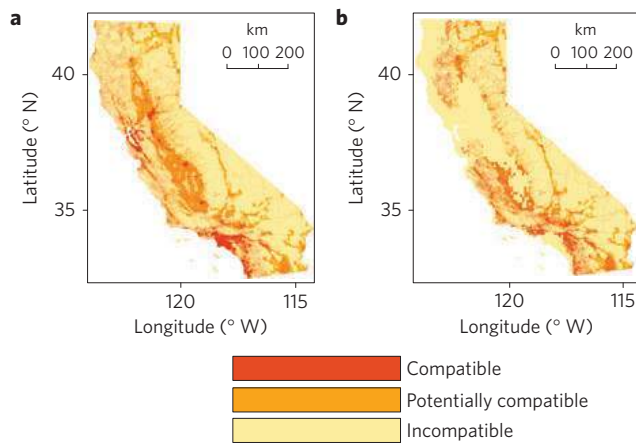 a
km
0 100 200
40
35
Latitude (° N)
120
115
Longitude (° W)
b
km
0 100 200
40
35
Latitude (° N)
120
115
Longitude (° W)
Compatible
Potentially compatible
Incompatible